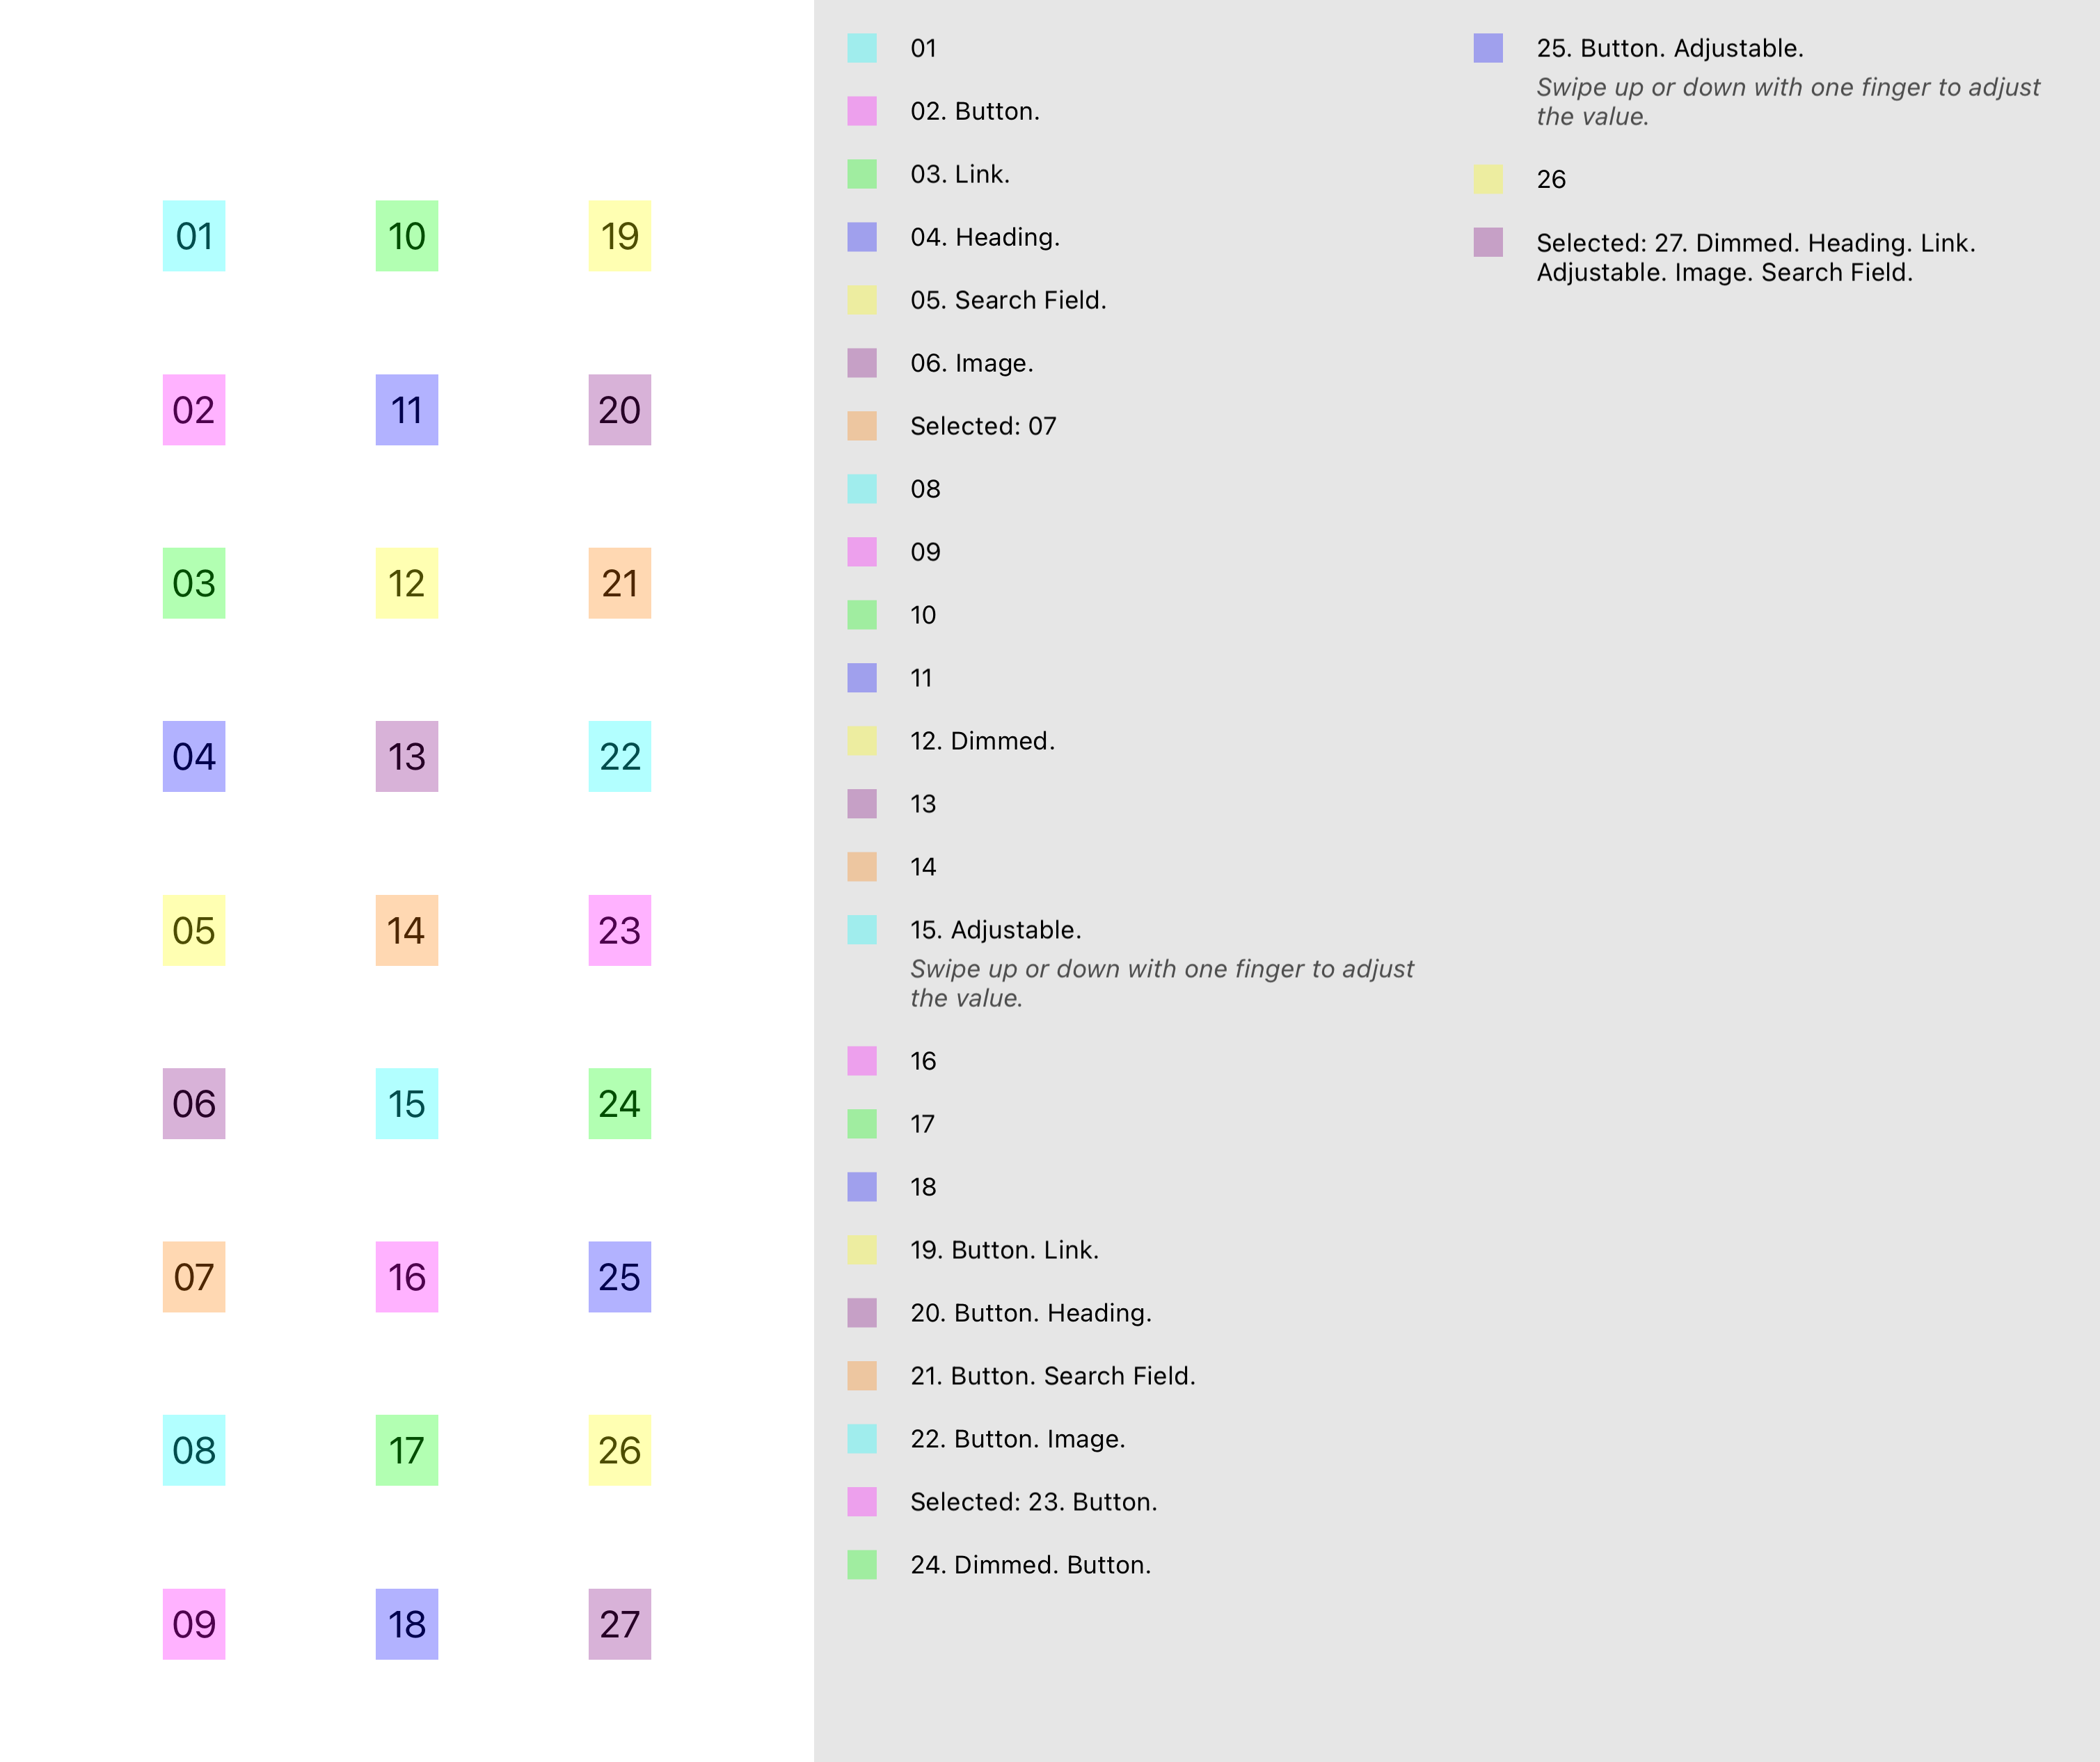 01
10
19
02
11
20
03
12
21
04
13
22
05
14
23
06
15
24
07
16
25
08
17
26
09
18
27
01
02. Button.
03. Link.
04. Heading.
05. Search Field.
06. Image.
Selected: 07
08
09
10
11
12. Dimmed.
13
14
15. Adjustable.
Swipe up or down with one finger to adjust
the value.
16
17
18
19. Button. Link.
20. Button. Heading.
21. Button. Search Field.
22. Button. Image.
Selected: 23. Button.
24. Dimmed. Button.
25. Button. Adjustable.
Swipe up or down with one finger to adjust
the value.
26
Selected: 27. Dimmed. Heading. Link.
Adjustable. Image. Search Field.